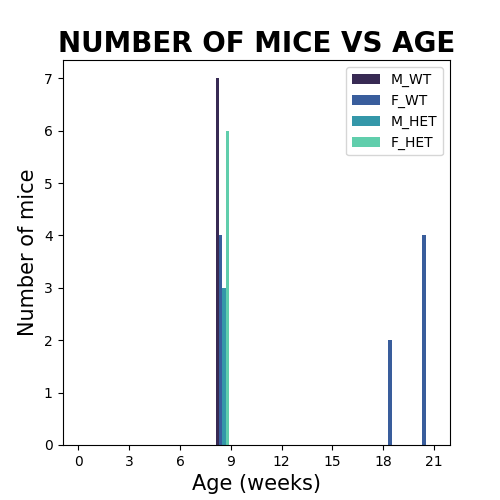 NUMBER OF MICE VS AGE
M_WT
F_WT
M_HET
F_HET
7
6
5
4
3
2
1
0
Number of mice
0 3 6 9 12 15 18 21
Age (weeks)